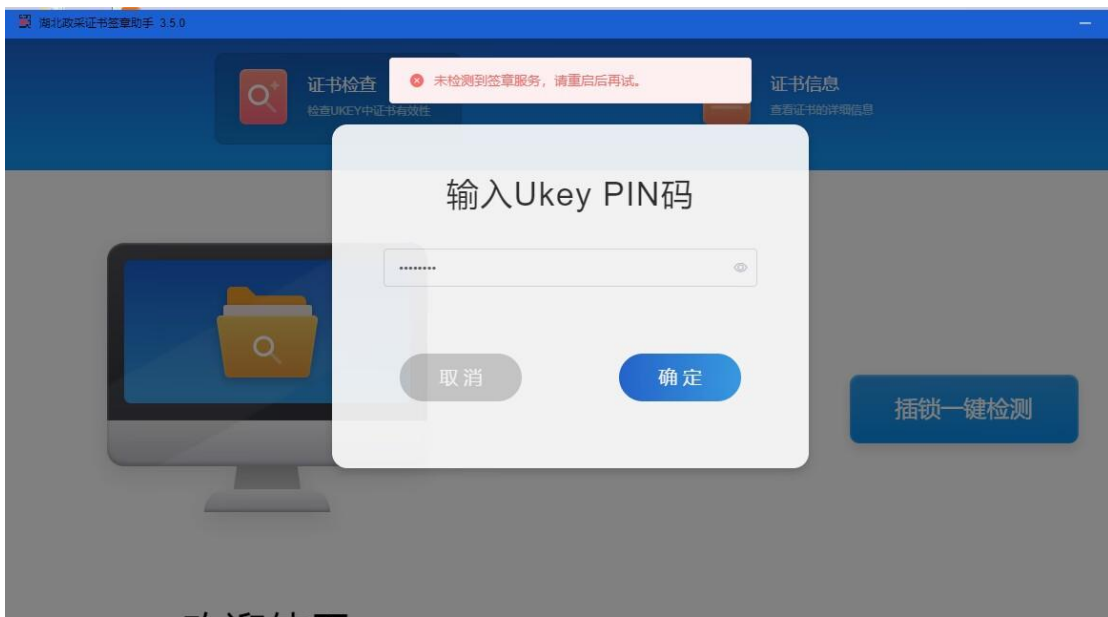 湖北政采证书签章助手 3.5.0
未检测到签章服务，请重启后再试。
证书检查
检查UKEY中证书有效性
证书信息
查看证书的详细信息
输入Ukey PIN码
取消
确定
插锁一键检测